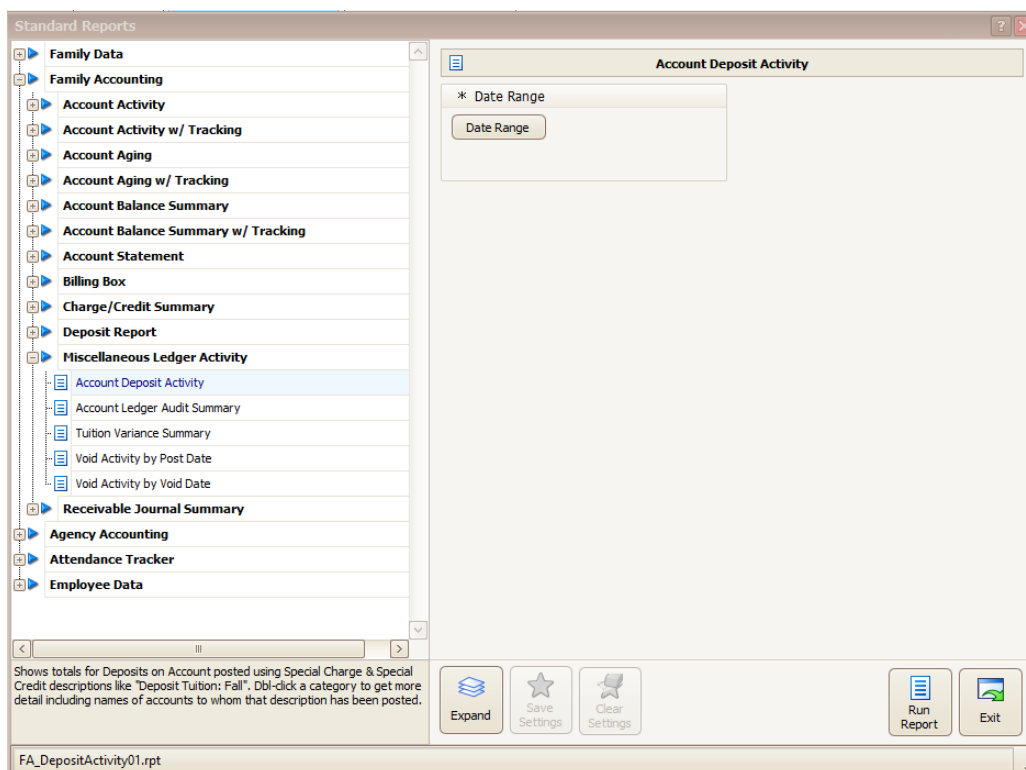 Standard Reports
?
Family Data
Family Accounting
Account Activity
Account Activity w/ Tracking
Account Aging
Account Aging w/ Tracking
Account Balance Summary
Account Balance Summary w/ Tracking
Account Statement
Billing Box
Charge/Credit Summary
Deposit Report
Miscellaneous Ledger Activity
Account Deposit Activity
Account Ledger Audit Summary
Tuition Variance Summary
Void Activity by Post Date
Void Activity by Void Date
Receivable Journal Summary
Agency Accounting
Attendance Tracker
Employee Data
Shows totals for Deposits on Account posted using Special Charge & Special
Credit descriptions like "Deposit Tuition: Fall". Dbl-click a category to get more
detail including names of accounts to whom that description has been posted.
Account Deposit Activity
* Date Range
Date Range
Expand
Save
Settings
Clear
Settings
Run
Report
Exit
FA_DepositActivity01.rpt